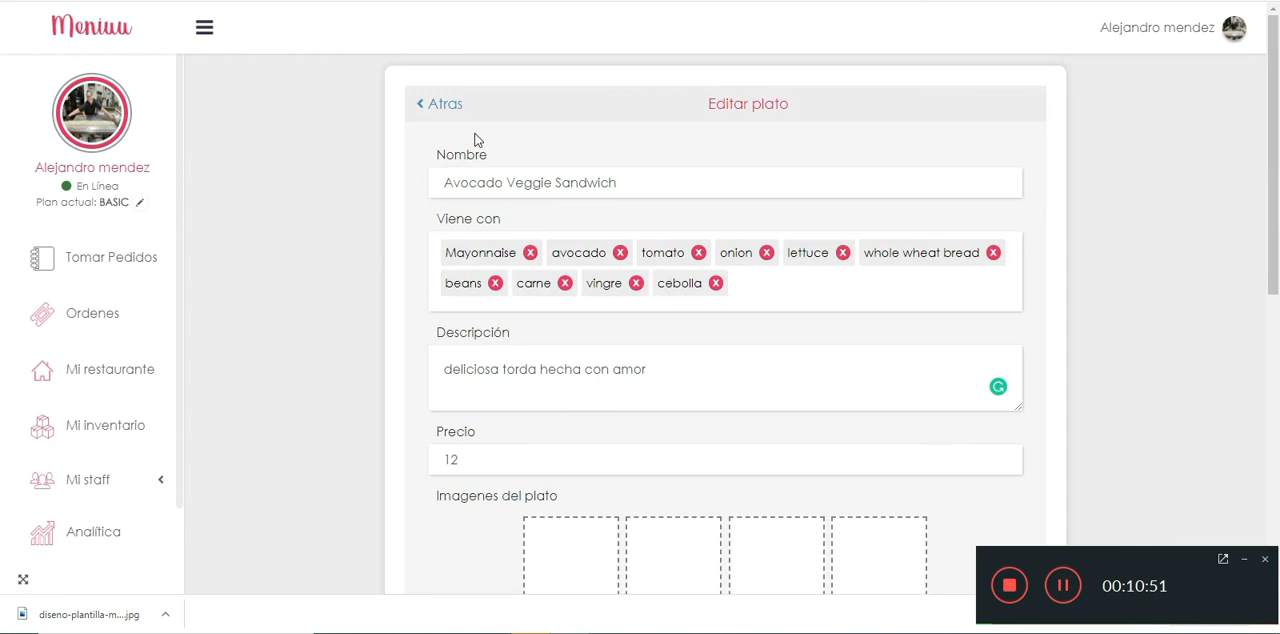 Meniuu
Alejandro mendez
Alejandro mendez
En Línea
Plan actual: BASIC
Tomar Pedidos
Ordenes
Mi restaurante
Mi inventario
Mi staff
Analítica
Atras
Editar plato
Nombre
Avocado Veggie Sandwich
Viene con
Mayonnaise x avocado x tomato x onion x lettuce x whole wheat bread x
beans x carne x vingre x cebolla x
Descripción
deliciosa torda hecha con amor
Precio
12
Imagenes del plato
00:10:51
diseno-plantilla-m....jpg